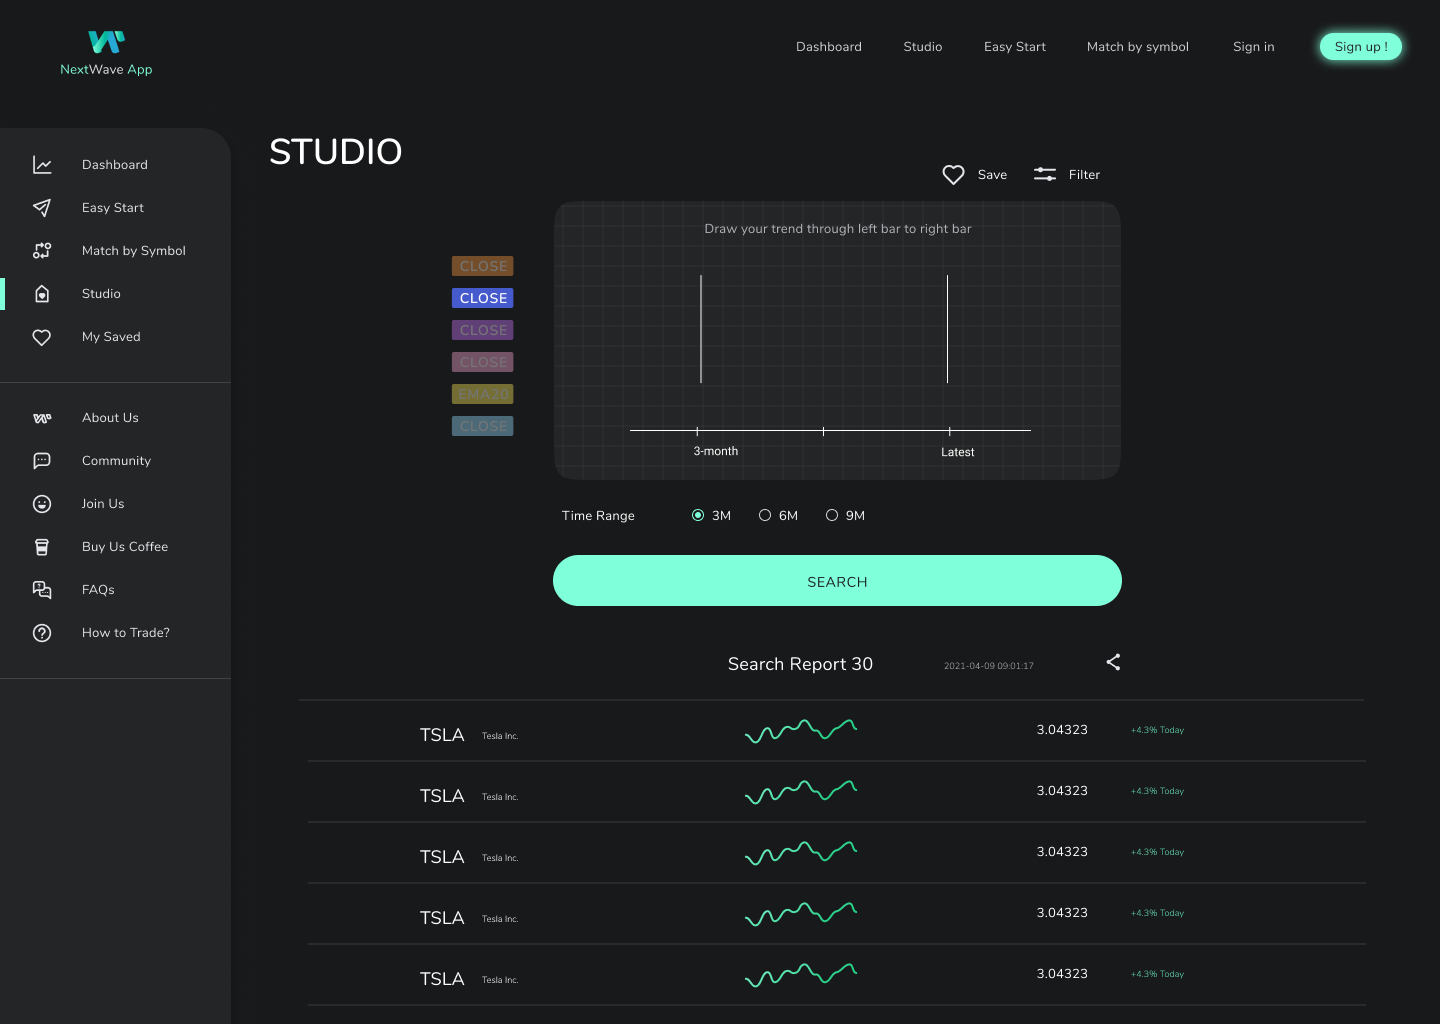 NextWave App
Dashboard
Studio
Easy Start
Match by symbol
Sign in
Sign up !
Dashboard
Easy Start
Match by Symbol
Studio
My Saved
About Us
Community
Join Us
Buy Us Coffee
FAQs
How to Trade?
STUDIO
Save
Filter
Draw your trend through left bar to right bar
CLOSE
CLOSE
CLOSE
CLOSE
EMA20
CLOSE
3-month
Latest
Time Range
3M
6M
9M
SEARCH
Search Report 30
2021-04-09 09:01:17
TSLA Tesla Inc. 3.04323 +4.3% Today
TSLA Tesla Inc. 3.04323 +4.3% Today
TSLA Tesla Inc. 3.04323 +4.3% Today
TSLA Tesla Inc. 3.04323 +4.3% Today
TSLA Tesla Inc. 3.04323 +4.3% Today